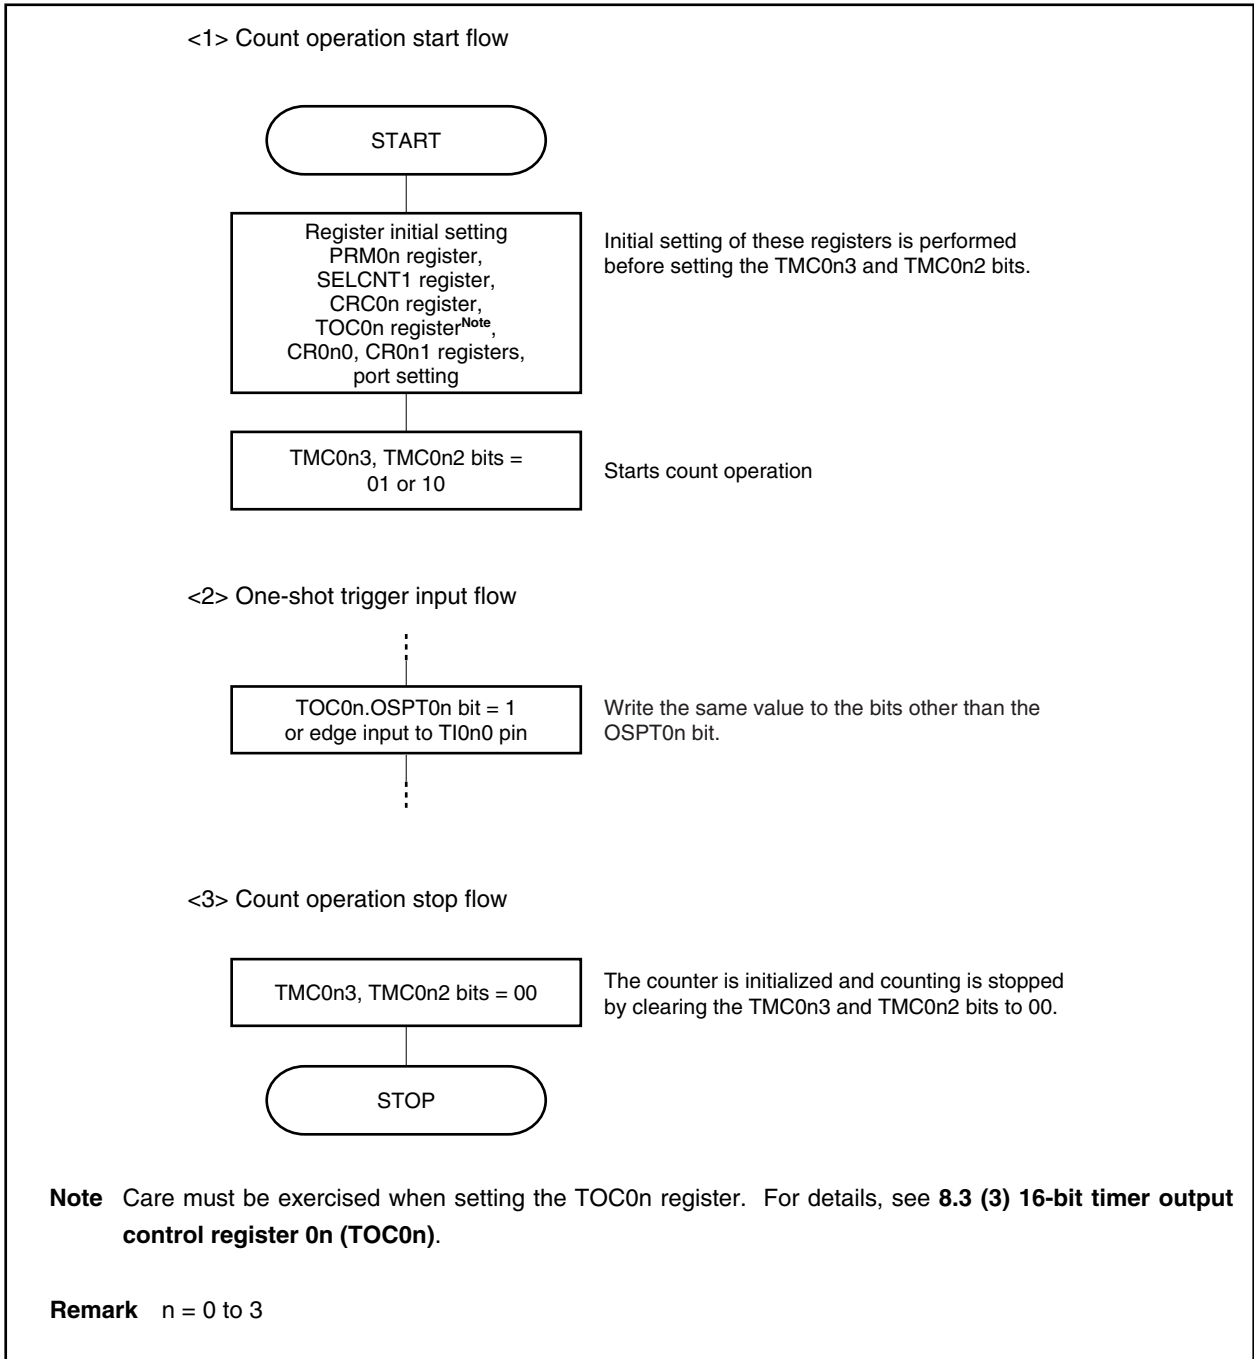 <1> Count operation start flow
START
Register initial setting
PRM0n register,
SELCNT1 register,
CRC0n register,
TOC0n registerNote,
CR0n0, CR0n1 registers,
port setting
Initial setting of these registers is performed
before setting the TMC0n3 and TMC0n2 bits.
TMC0n3, TMC0n2 bits =
01 or 10
Starts count operation
<2> One-shot trigger input flow
TOC0n.OSPT0n bit = 1
or edge input to TI0n0 pin
Write the same value to the bits other than the
OSPT0n bit.
<3> Count operation stop flow
TMC0n3, TMC0n2 bits = 00
The counter is initialized and counting is stopped
by clearing the TMC0n3 and TMC0n2 bits to 00.
STOP
Note Care must be exercised when setting the TOC0n register. For details, see 8.3 (3) 16-bit timer output
control register 0n (TOC0n).
Remark n = 0 to 3